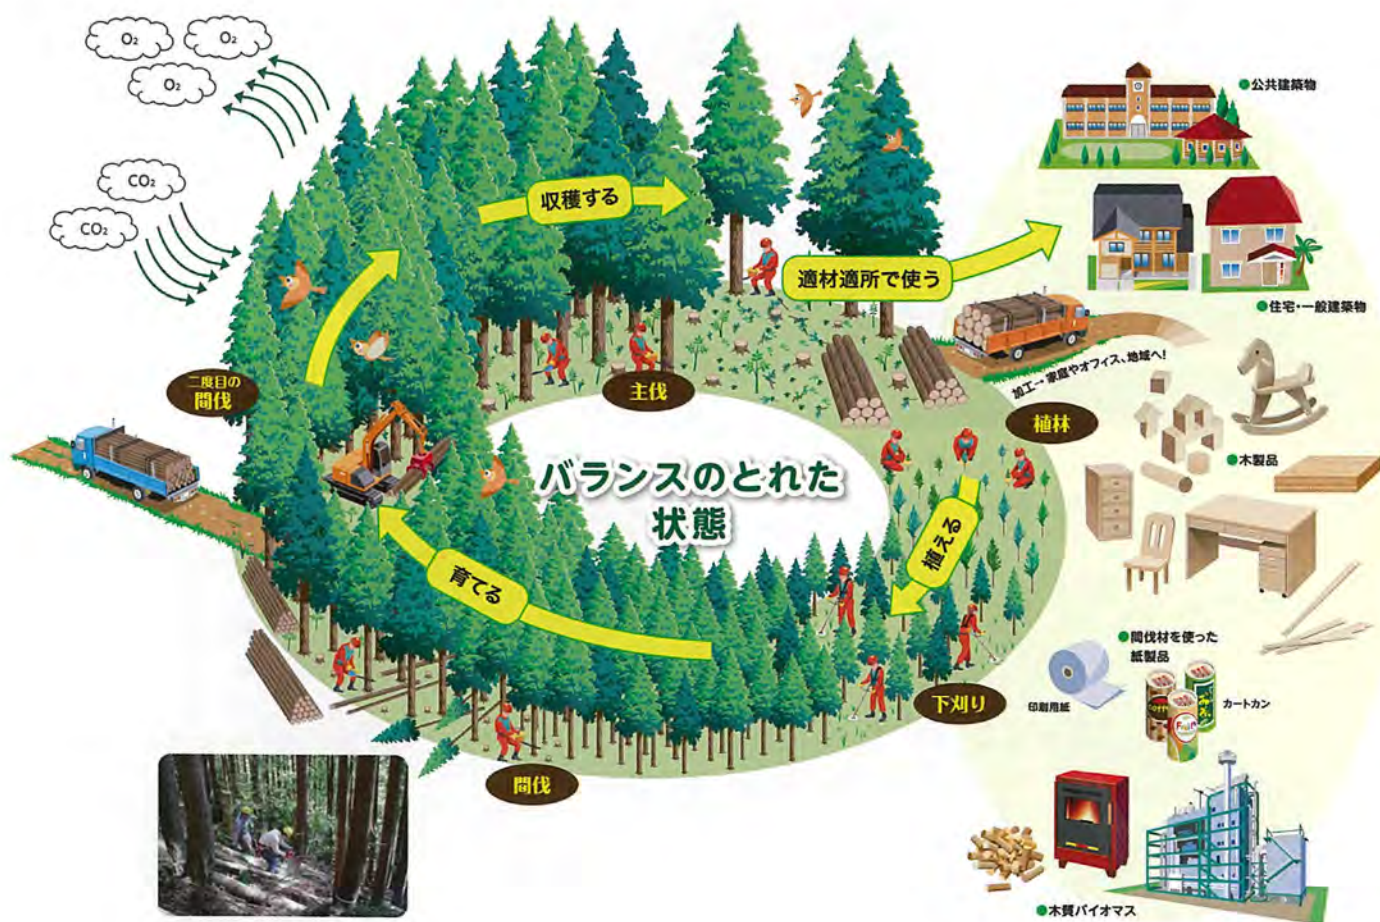 O₂
O₂
O₂
CO₂
CO₂
収穫する
適材適所で使う
●公共建築物
●住宅・一般建築物
加工→家庭やオフィス、地域へ!
二度目の
間伐
主伐
植林
●木製品
バランスのとれた
状態
植える
育てる
●間伐材を使った
紙製品
印刷用紙
カートカン
下刈り
間伐
●木質バイオマス